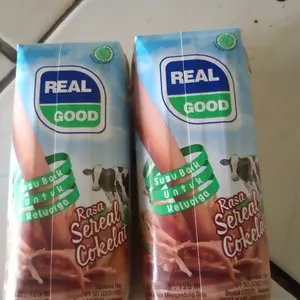 REAL
GOOD
Susu Baik
Untuk
Keluarga
Rasa
Sereal
Cokelat
REAL
GOOD
Susu Baik
Untuk
Keluarga
Rasa
Sereal
Cokelat